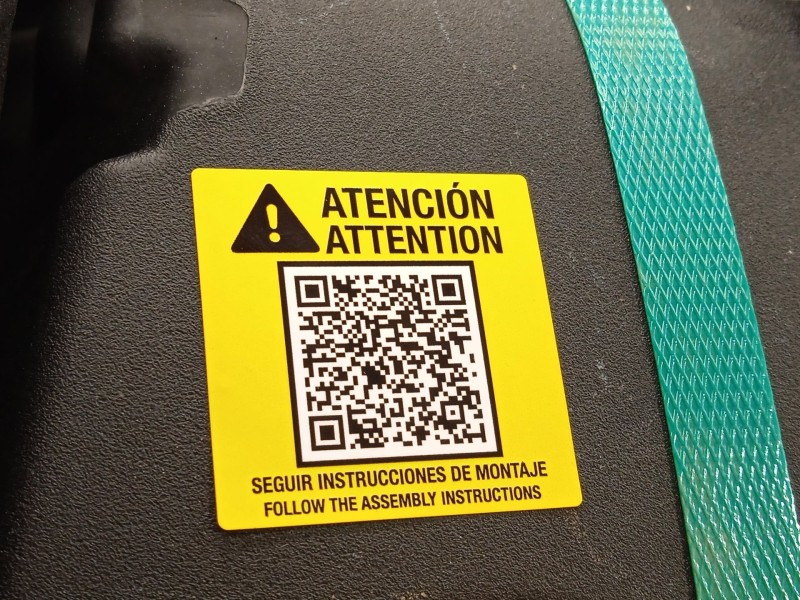 ATENCIÓN
ATTENTION
SEGUIR INSTRUCCIONES DE MONTAJE
FOLLOW THE ASSEMBLY INSTRUCTIONS